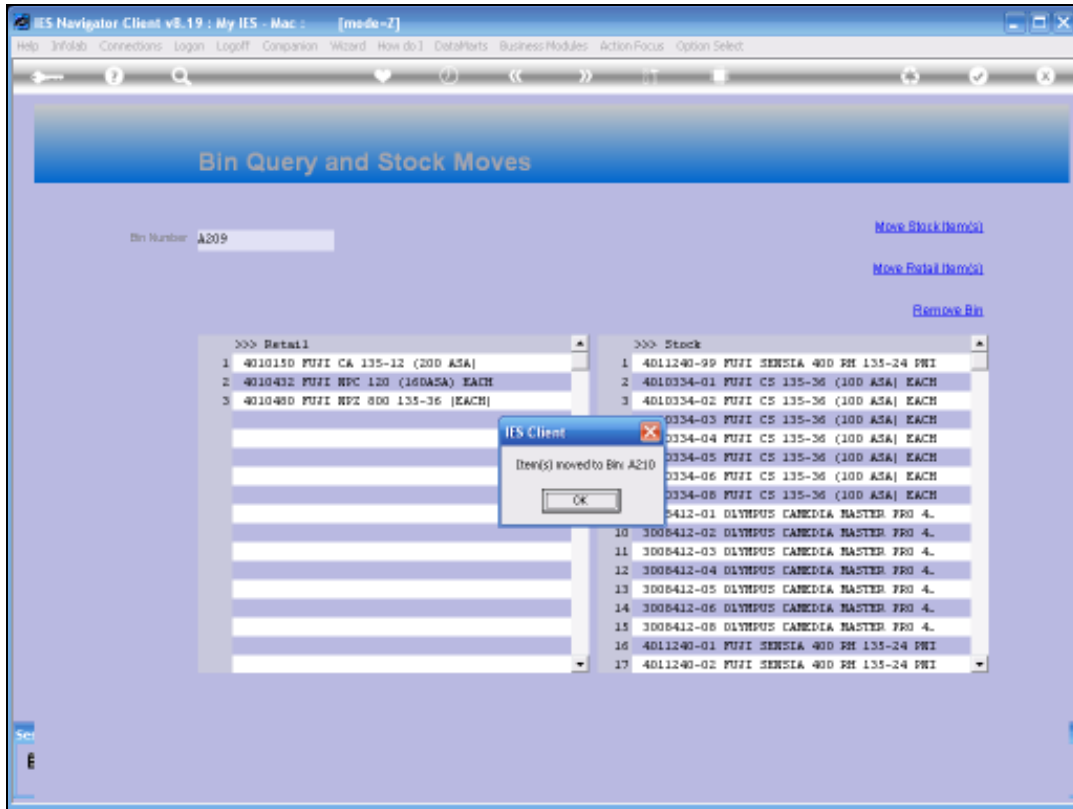 IES Navigator Client v8.19 : My IES - Mac : [mode=Z]
Help Infolab Connections Logon Logoff Companion Wizard How do I DataMarts Business Modules Action Focus Option Select
Bin Query and Stock Moves
Bin Number A209
Move Stock Item(s)
Move Retail Item(s)
Remove Bin
>>> Retail
1 4010150 FUJI CA 135-12 (200 ASA|
2 4010432 FUJI NPC 120 (160ASA) EACH
3 4010480 FUJI NPZ 800 135-36 |EACH|
>>> Stock
1 4011240-99 FUJI SENSIA 400 RH 135-24 PNI
2 4010334-01 FUJI CS 135-36 (100 ASA| EACH
3 4010334-02 FUJI CS 135-36 (100 ASA| EACH
0334-03 FUJI CS 135-36 (100 ASA| EACH
0334-04 FUJI CS 135-36 (100 ASA| EACH
0334-05 FUJI CS 135-36 (100 ASA| EACH
0334-06 FUJI CS 135-36 (100 ASA| EACH
0334-08 FUJI CS 135-36 (100 ASA| EACH
8412-01 OLYMPUS CAMEDIA MASTER PRO 4.
10 3008412-02 OLYMPUS CAMEDIA MASTER PRO 4.
11 3008412-03 OLYMPUS CAMEDIA MASTER PRO 4.
12 3008412-04 OLYMPUS CAMEDIA MASTER PRO 4.
13 3008412-05 OLYMPUS CAMEDIA MASTER PRO 4.
14 3008412-06 OLYMPUS CAMEDIA MASTER PRO 4.
15 3008412-08 OLYMPUS CAMEDIA MASTER PRO 4.
16 4011240-01 FUJI SENSIA 400 RH 135-24 PNI
17 4011240-02 FUJI SENSIA 400 RH 135-24 PNI
IES Client
Item(s) moved to Bin: A210
OK
Se